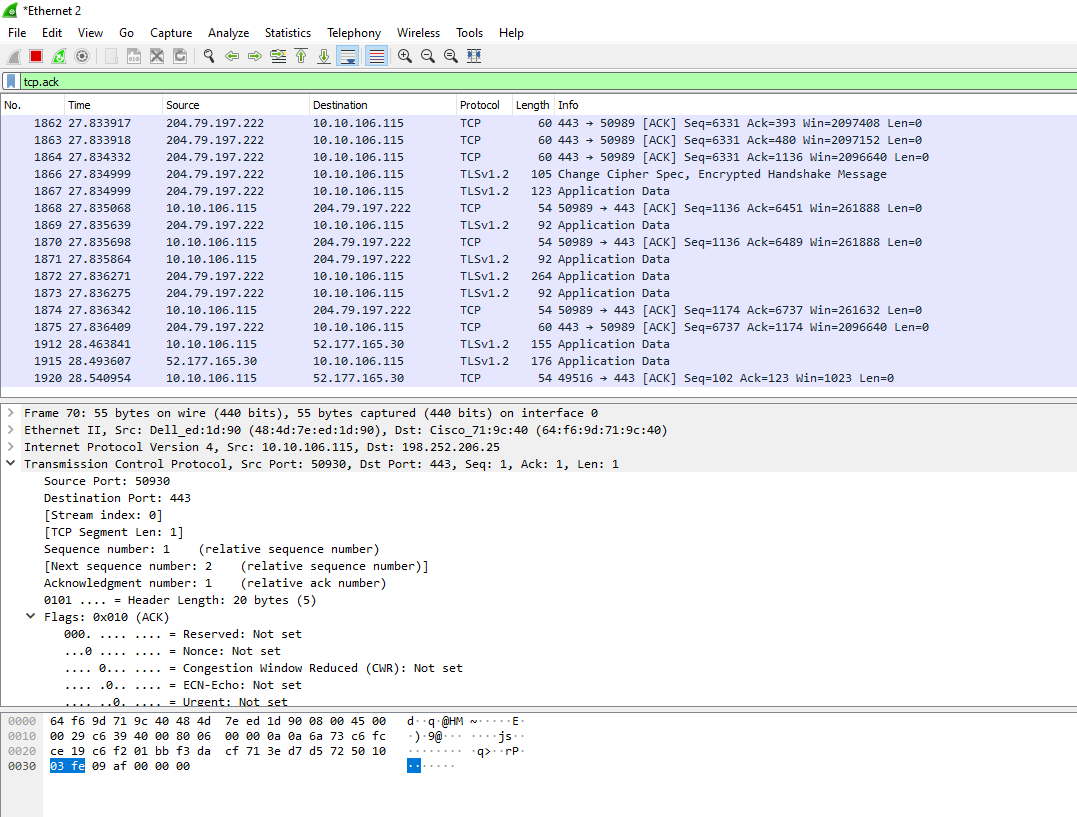 *Ethernet 2
File Edit View Go Capture Analyze Statistics Telephony Wireless Tools Help
tcp.ack
No. Time Source Destination Protocol Length Info
1862 27.833917 204.79.197.222 10.10.106.115 TCP 60 443 → 50989 [ACK] Seq=6331 Ack=393 Win=2097408 Len=0
1863 27.833918 204.79.197.222 10.10.106.115 TCP 60 443 → 50989 [ACK] Seq=6331 Ack=480 Win=2097152 Len=0
1864 27.834332 204.79.197.222 10.10.106.115 TCP 60 443 → 50989 [ACK] Seq=6331 Ack=1136 Win=2096640 Len=0
1866 27.834999 204.79.197.222 10.10.106.115 TLSv1.2 105 Change Cipher Spec, Encrypted Handshake Message
1867 27.834999 204.79.197.222 10.10.106.115 TLSv1.2 123 Application Data
1868 27.835068 10.10.106.115 204.79.197.222 TCP 54 50989 → 443 [ACK] Seq=1136 Ack=6451 Win=261888 Len=0
1869 27.835639 204.79.197.222 10.10.106.115 TLSv1.2 92 Application Data
1870 27.835698 10.10.106.115 204.79.197.222 TCP 54 50989 → 443 [ACK] Seq=1136 Ack=6489 Win=261888 Len=0
1871 27.835864 10.10.106.115 204.79.197.222 TLSv1.2 92 Application Data
1872 27.836271 204.79.197.222 10.10.106.115 TLSv1.2 264 Application Data
1873 27.836275 204.79.197.222 10.10.106.115 TLSv1.2 92 Application Data
1874 27.836342 10.10.106.115 204.79.197.222 TCP 54 50989 → 443 [ACK] Seq=1174 Ack=6737 Win=261632 Len=0
1875 27.836409 204.79.197.222 10.10.106.115 TCP 60 443 → 50989 [ACK] Seq=6737 Ack=1174 Win=2096640 Len=0
1912 28.463841 10.10.106.115 52.177.165.30 TLSv1.2 155 Application Data
1915 28.493607 52.177.165.30 10.10.106.115 TLSv1.2 176 Application Data
1920 28.540954 10.10.106.115 52.177.165.30 TCP 54 49516 → 443 [ACK] Seq=102 Ack=123 Win=1023 Len=0
Frame 70: 55 bytes on wire (440 bits), 55 bytes captured (440 bits) on interface 0
Ethernet II, Src: Dell_ed:1d:90 (48:4d:7e:ed:1d:90), Dst: Cisco_71:9c:40 (64:f6:9d:71:9c:40)
Internet Protocol Version 4, Src: 10.10.106.115, Dst: 198.252.206.25
Transmission Control Protocol, Src Port: 50930, Dst Port: 443, Seq: 1, Ack: 1, Len: 1
Source Port: 50930
Destination Port: 443
[Stream index: 0]
[TCP Segment Len: 1]
Sequence number: 1 (relative sequence number)
[Next sequence number: 2 (relative sequence number)]
Acknowledgment number: 1 (relative ack number)
0101 .... = Header Length: 20 bytes (5)
Flags: 0x010 (ACK)
000. .... .... = Reserved: Not set
...0 .... .... = Nonce: Not set
.... 0... .... = Congestion Window Reduced (CWR): Not set
.... .0.. .... = ECN-Echo: Not set
.... ..0. .... = Urgent: Not set
0000 64 f6 9d 71 9c 40 48 4d 7e ed 1d 90 08 00 45 00 d··q·@HM ~·····E·
0010 00 29 c6 39 40 00 80 06 00 00 0a 0a 6a 73 c6 fc ·)·9@··· ····js··
0020 ce 19 c6 f2 01 bb f3 da cf 71 3e d7 d5 72 50 10 ········ ·q>··rP·
0030 03 fe 09 af 00 00 00 ·······